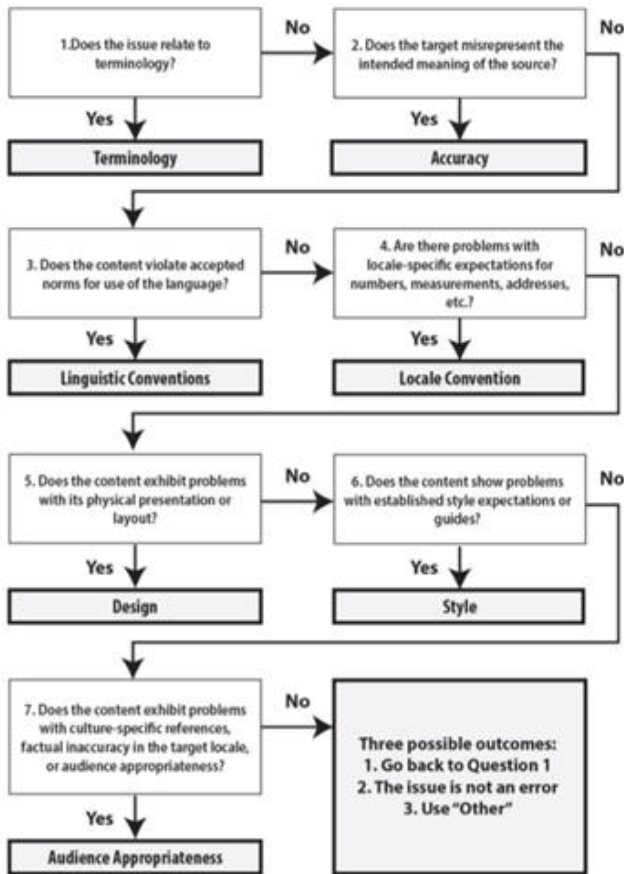 1.Does the issue relate to
terminology?
No
2. Does the target misrepresent the
intended meaning of the source?
No
Yes
Terminology
Yes
Accuracy
3. Does the content violate accepted
norms for use of the language?
No
4. Are there problems with
locale-specific expectations for
numbers, measurements, addresses,
etc.?
No
Yes
Linguistic Conventions
Yes
Locale Convention
5. Does the content exhibit problems
with its physical presentation or
layout?
No
6. Does the content show problems
with established style expectations or
guides?
No
Yes
Design
Yes
Style
7. Does the content exhibit problems
with culture-specific references,
factual inaccuracy in the target locale,
or audience appropriateness?
No
Three possible outcomes:
1. Go back to Question 1
2. The issue is not an error
3. Use “Other”
Yes
Audience Appropriateness